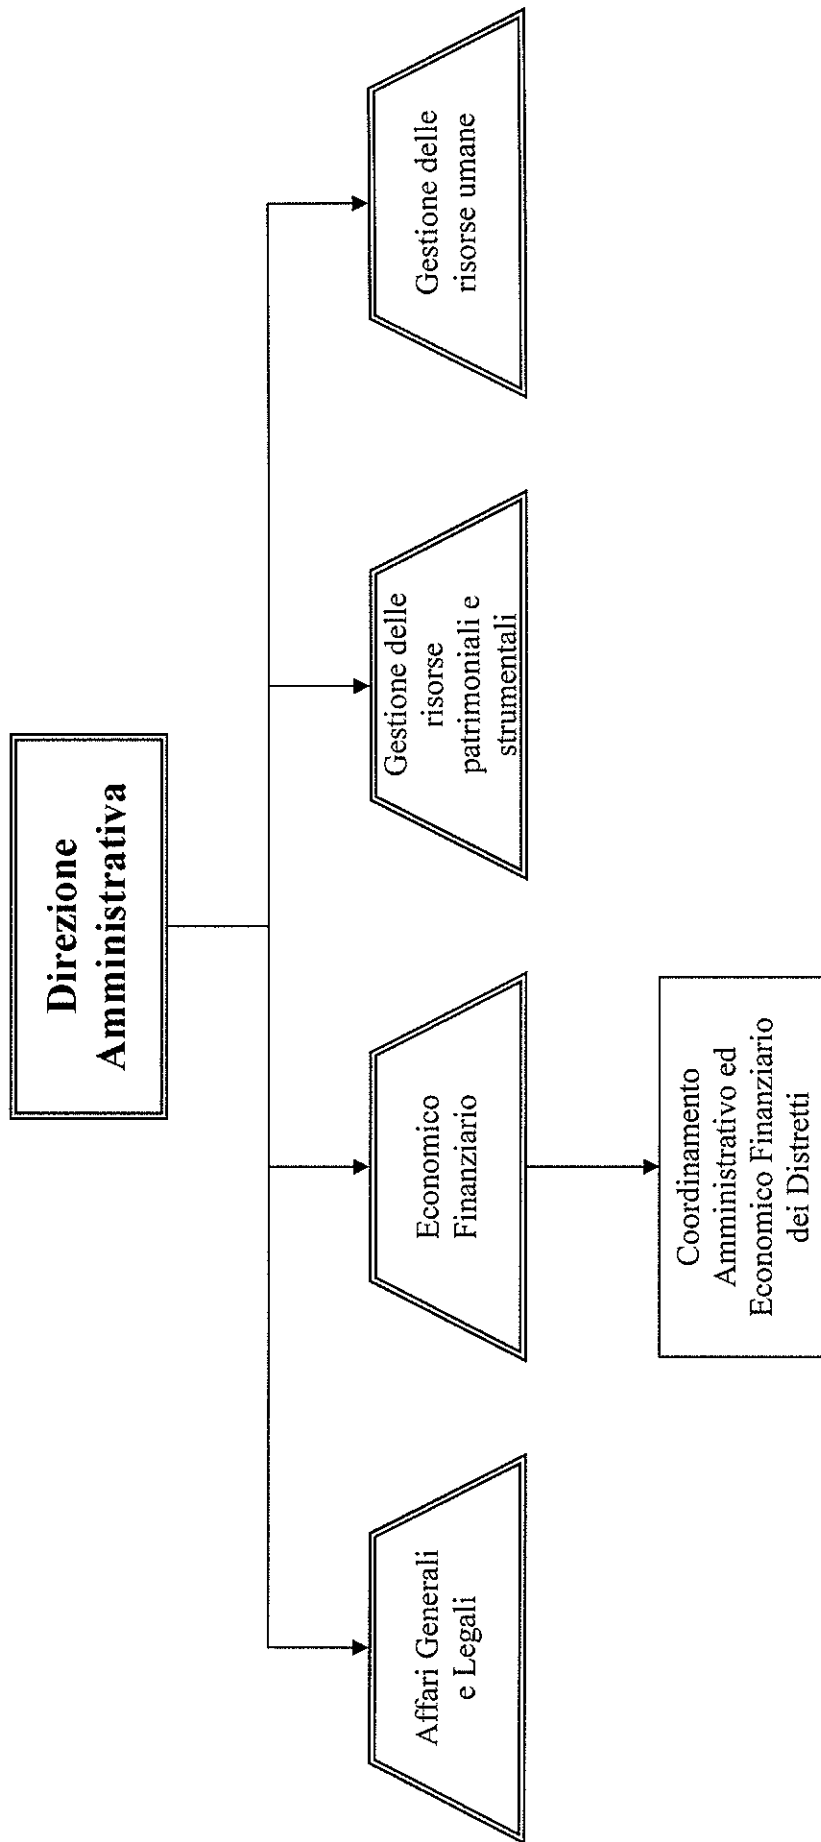 Direzione
Amministrativa
Affari Generali
e Legali
Economico
Finanziario
Gestione delle
risorse
patrimoniali e
strumentali
Gestione delle
risorse umane
Coordinamento
Amministrativo ed
Economico Finanziario
dei Distretti